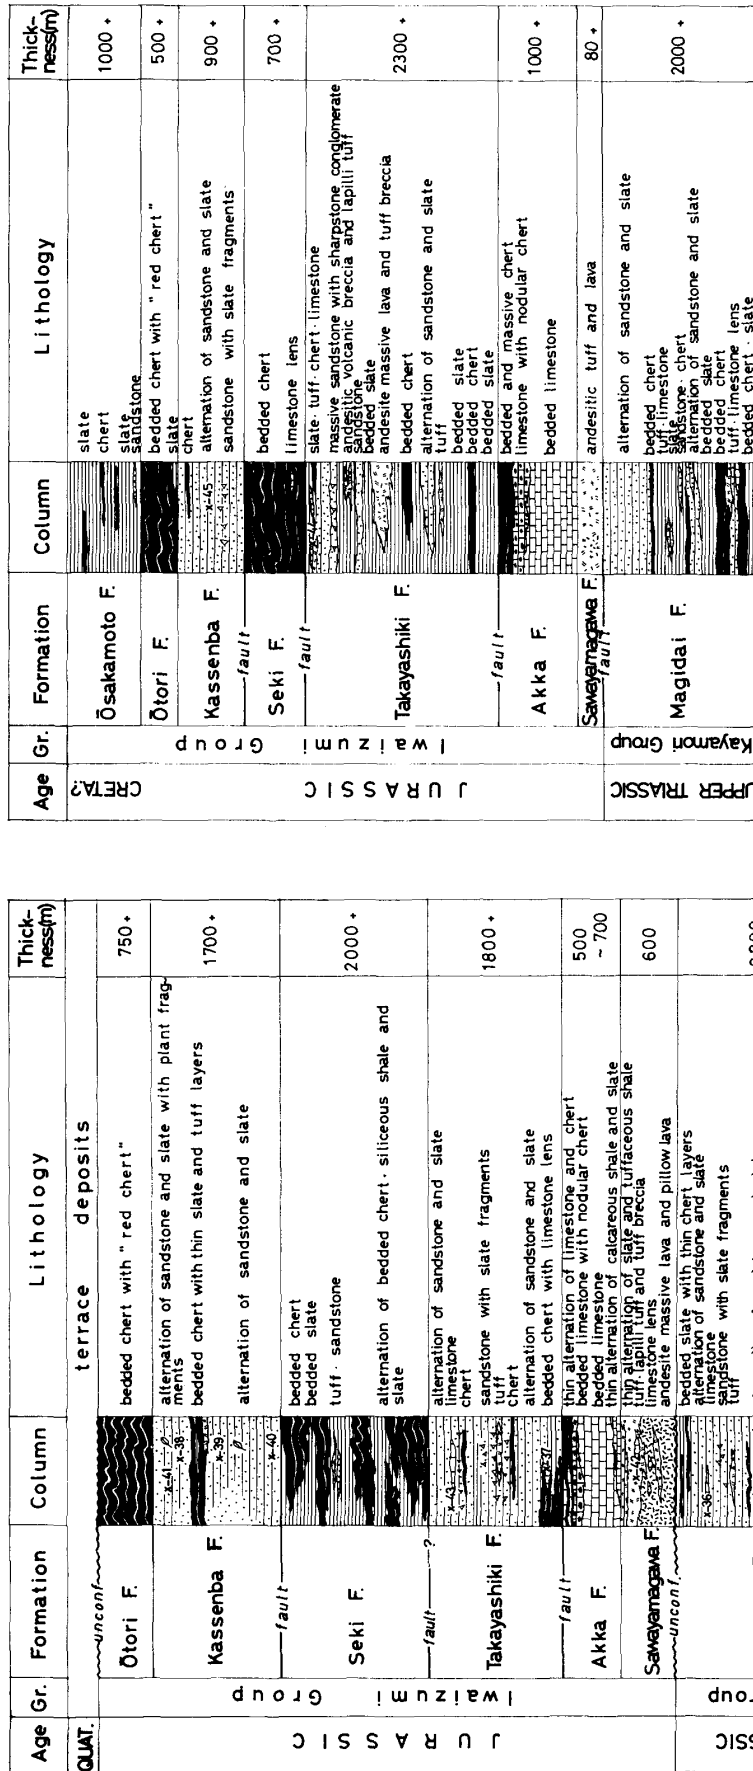 Age Gr. Formation Column Lithology Thick-ness(m)
CRETA?
JURASSIC
UPPER TRIASSIC
Iwaizumi Group
Kayamori Group
Ōsakamoto F.
slate
chert
slate
sandstone
1000 +
Ōtori F.
bedded chert with "red chert"
slate
500 +
Kassenba F.
chert
alternation of sandstone and slate
x-45
sandstone with slate fragments
900 +
fault
Seki F.
bedded chert
limestone lens
700 +
fault
Takayashiki F.
slate · tuff · chert · limestone
massive sandstone with sharpstone conglomerate
andesitic volcanic breccia and lapilli tuff
sandstone
bedded slate
andesite massive lava and tuff breccia
bedded chert
alternation of sandstone and slate
tuff
bedded slate
bedded chert
bedded slate
2300 +
fault
Akka F.
bedded and massive chert
limestone with nodular chert
bedded limestone
1000 +
Sawayamagawa F.
andesitic tuff and lava
80 +
fault
Magidai F.
alternation of sandstone and slate
bedded chert
tuff · limestone
slate
sandstone · chert
alternation of sandstone and slate
bedded slate
bedded chert
tuff · limestone lens
bedded chert · slate
2000
Age Gr. Formation Column Lithology Thick-ness(m)
QUAT.
terrace deposits
unconf.
JURASSIC
SSIC
Iwaizumi Group
roup
Ōtori F.
bedded chert with "red chert"
750 +
Kassenba F.
alternation of sandstone and slate with plant frag-
ments
x-41
x-38
bedded chert with thin slate and tuff layers
x-39
alternation of sandstone and slate
x-40
1700 +
fault
Seki F.
bedded chert
bedded slate
tuff · sandstone
alternation of bedded chert · siliceous shale and
slate
2000 +
fault ?
Takayashiki F.
alternation of sandstone and slate
limestone
x-43
chert
sandstone with slate fragments
tuff
chert
alternation of sandstone and slate
bedded chert with limestone lens
x-37
1800 +
fault
Akka F.
thin alternation of limestone and chert
bedded limestone with nodular chert
bedded limestone
thin alternation of calcareous shale and slate
500
~ 700
Sawayamagawa F.
thin alternation of slate and tuffaceous shale
tuff · lapilli tuff and tuff breccia
limestone lens
andesite massive lava and pillow lava
600
unconf.
bedded slate with thin chert layers
alternation of sandstone and slate
limestone
x-36
sandstone with slate fragments
tuff